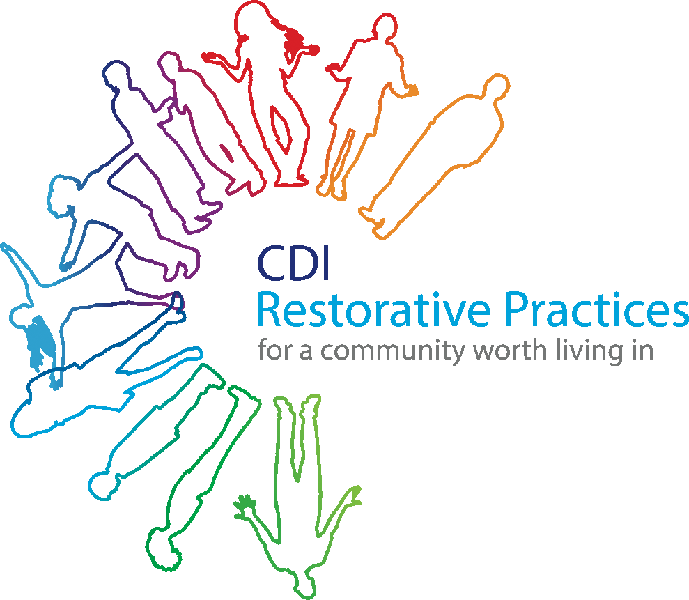 CDI
Restorative Practices
for a community worth living in